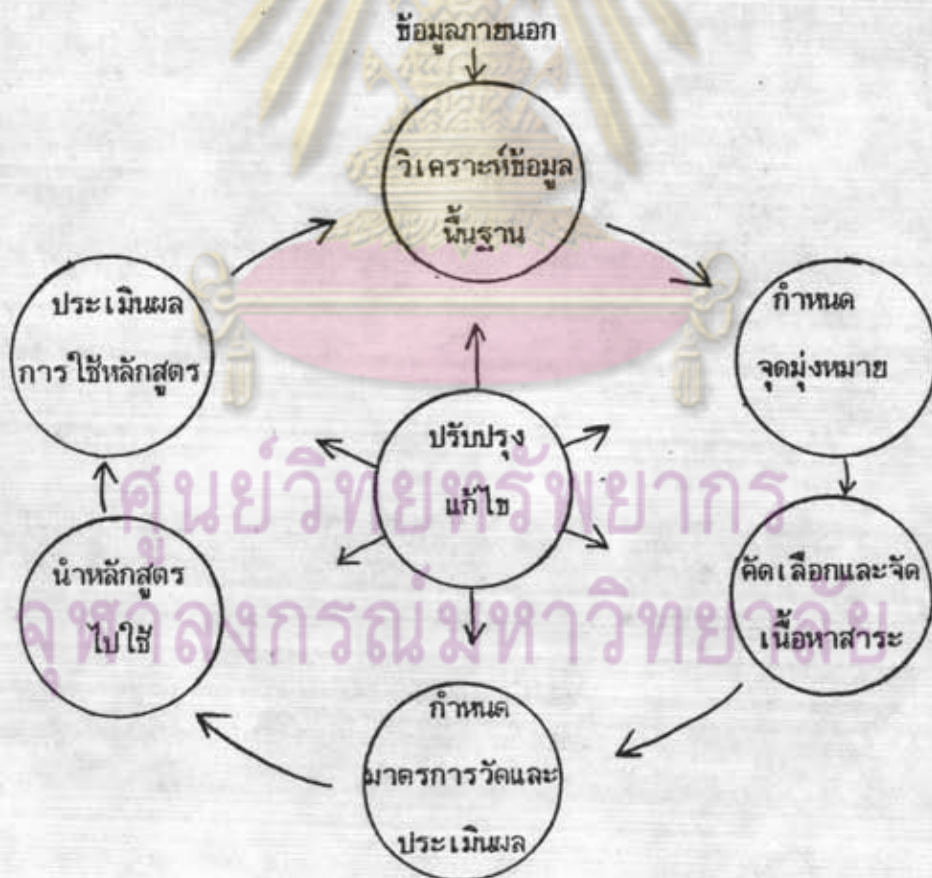 ข้อมูลภายนอก
วิเคราะห์ข้อมูล
พื้นฐาน
กำหนด
จุดมุ่งหมาย
คัดเลือกและจัด
เนื้อหาสาระ
กำหนด
มาตรการวัดและ
ประเมินผล
นำหลักสูตร
ไปใช้
ประเมินผล
การใช้หลักสูตร
ปรับปรุง
แก้ไข
ศูนย์วิทยทรัพยากร
จุฬาลงกรณ์มหาวิทยาลัย